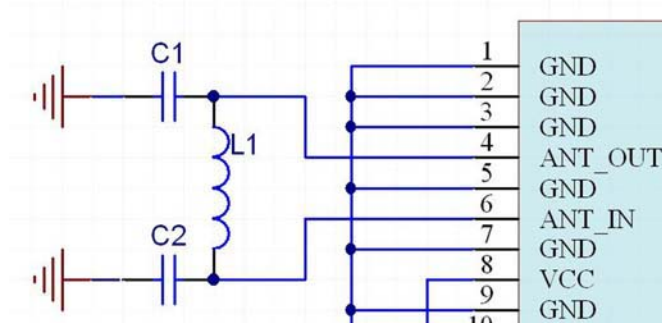 C1
L1
C2
1 GND
2 GND
3 GND
4 ANT_OUT
5 GND
6 ANT_IN
7 GND
8 VCC
9 GND
10